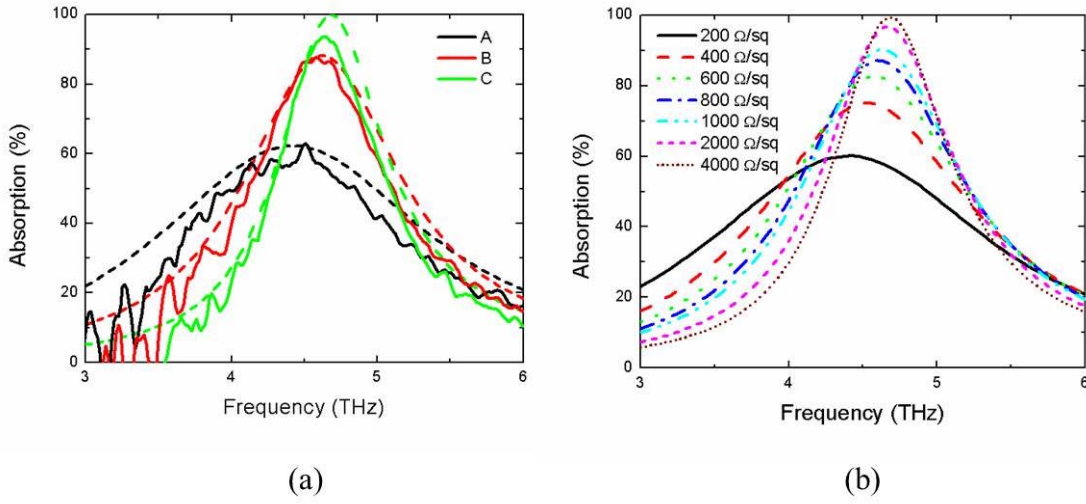 100
80
60
40
20
0
Absorption (%)
A
B
C
3
4
5
6
Frequency (THz)
(a)
100
80
60
40
20
0
Absorption (%)
200 Ω/sq
400 Ω/sq
600 Ω/sq
800 Ω/sq
1000 Ω/sq
2000 Ω/sq
4000 Ω/sq
3
4
5
6
Frequency (THz)
(b)